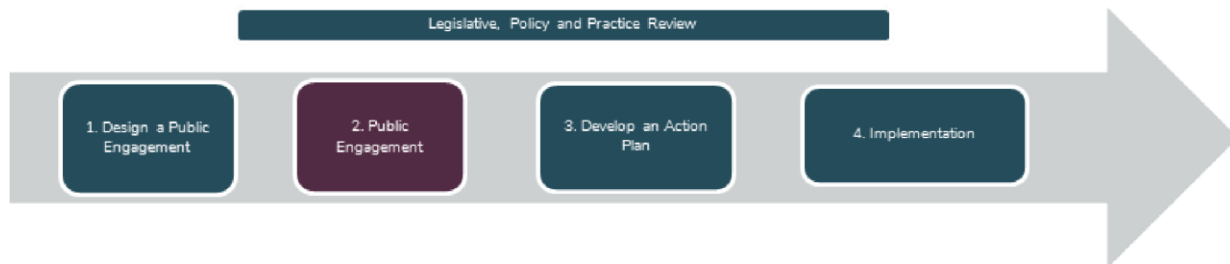 Legislative, Policy and Practice Review
1. Design a Public
Engagement
2. Public
Engagement
3. Develop an Action
Plan
4. Implementation